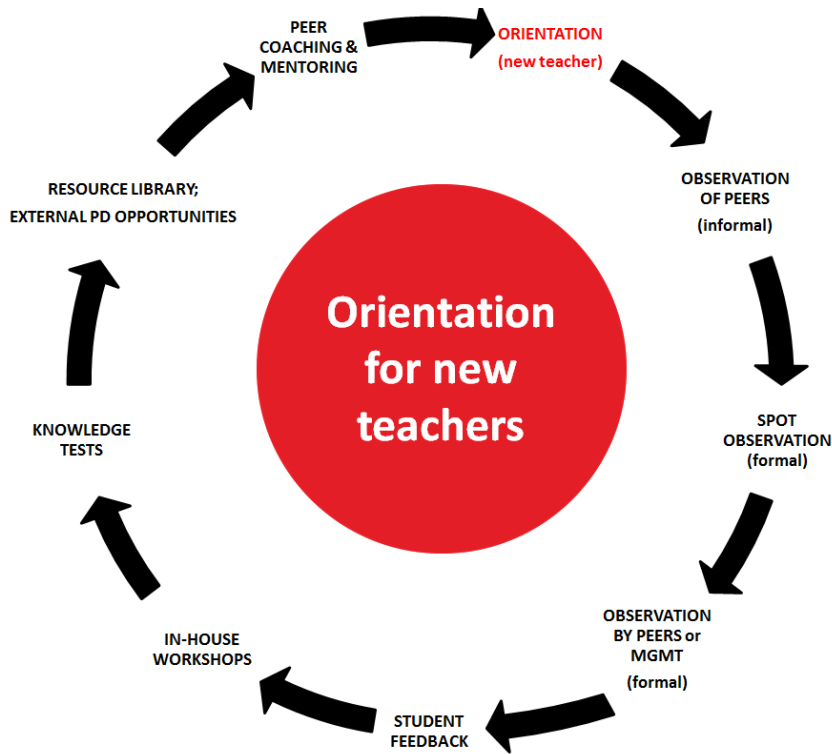 PEER
COACHING &
MENTORING
ORIENTATION
(new teacher)
OBSERVATION
OF PEERS
(informal)
SPOT
OBSERVATION
(formal)
OBSERVATION
BY PEERS or
MGMT
(formal)
STUDENT
FEEDBACK
IN-HOUSE
WORKSHOPS
KNOWLEDGE
TESTS
RESOURCE LIBRARY;
EXTERNAL PD OPPORTUNITIES
Orientation
for new
teachers